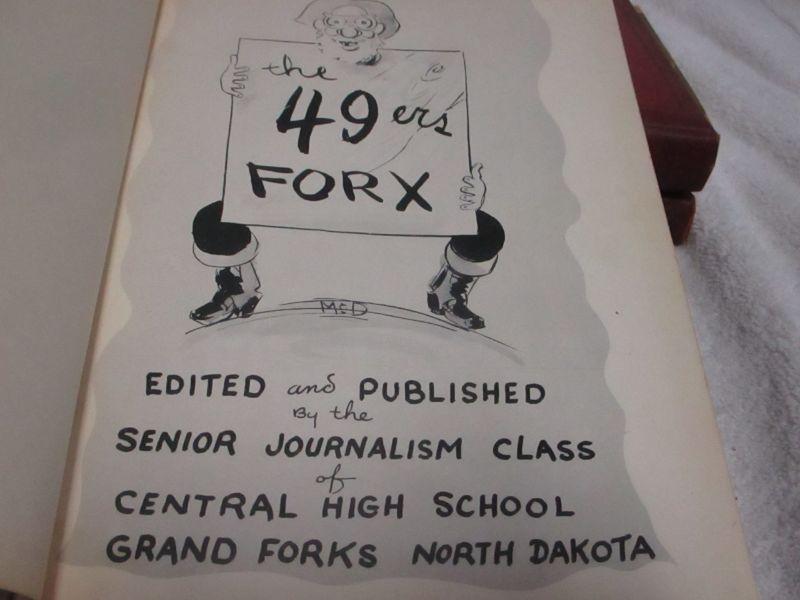 the
49ers
FORX
McD
EDITED and PUBLISHED
By the
SENIOR JOURNALISM CLASS
of
CENTRAL HIGH SCHOOL
GRAND FORKS NORTH DAKOTA